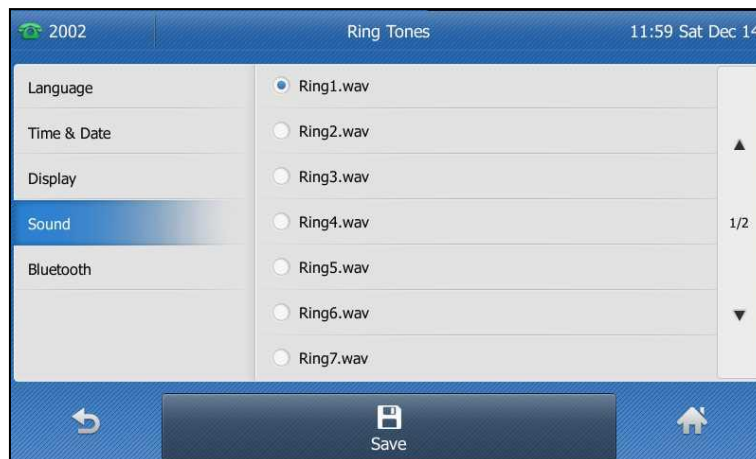 2002 Ring Tones 11:59 Sat Dec 14
Language
Time & Date
Display
Sound
Bluetooth
Ring1.wav
Ring2.wav
Ring3.wav
Ring4.wav
Ring5.wav
Ring6.wav
Ring7.wav
1/2
Save